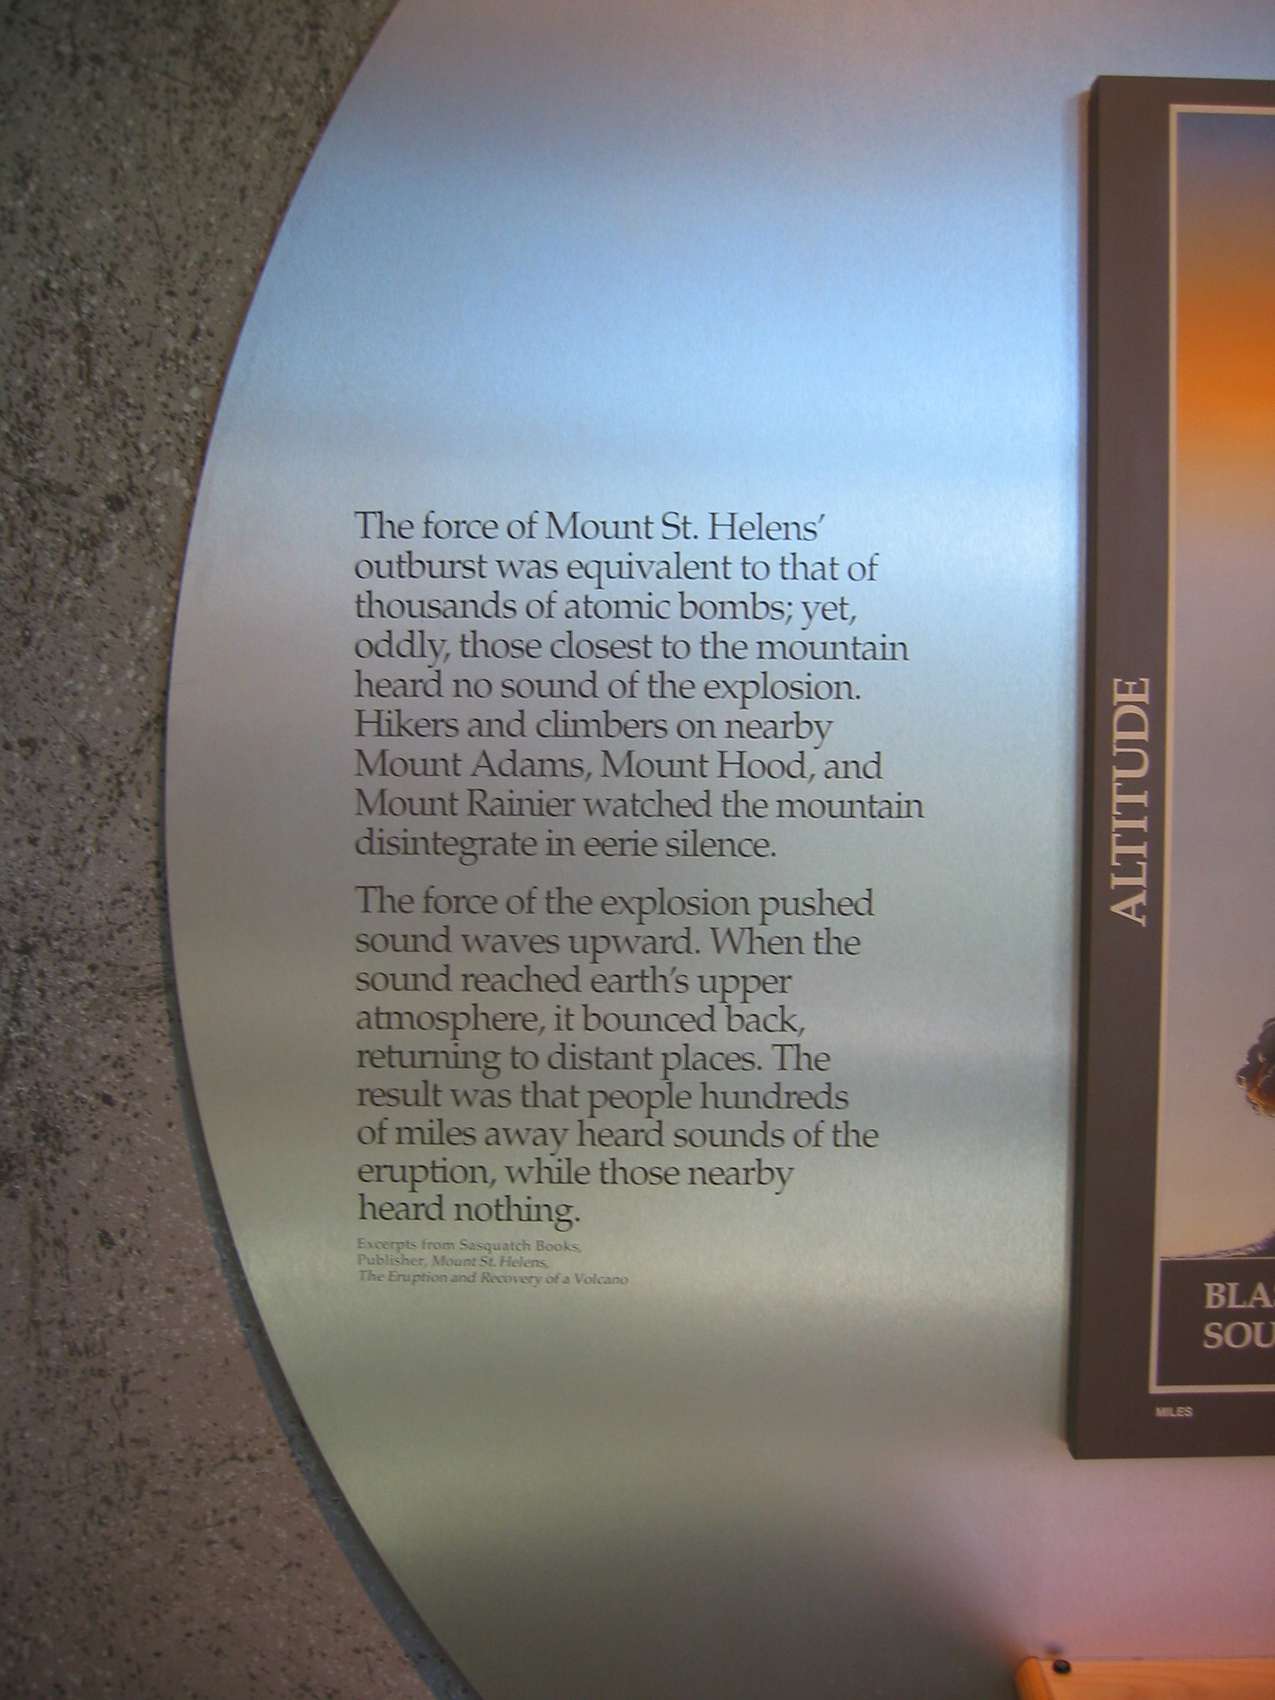 The force of Mount St. Helens'
outburst was equivalent to that of
thousands of atomic bombs; yet,
oddly, those closest to the mountain
heard no sound of the explosion.
Hikers and climbers on nearby
Mount Adams, Mount Hood, and
Mount Rainier watched the mountain
disintegrate in eerie silence.
The force of the explosion pushed
sound waves upward. When the
sound reached earth's upper
atmosphere, it bounced back,
returning to distant places. The
result was that people hundreds
of miles away heard sounds of the
eruption, while those nearby
heard nothing.
Excerpts from Sasquatch Books,
Publisher, Mount St. Helens,
The Eruption and Recovery of a Volcano
ALTITUDE
BLA
SOU
MILES